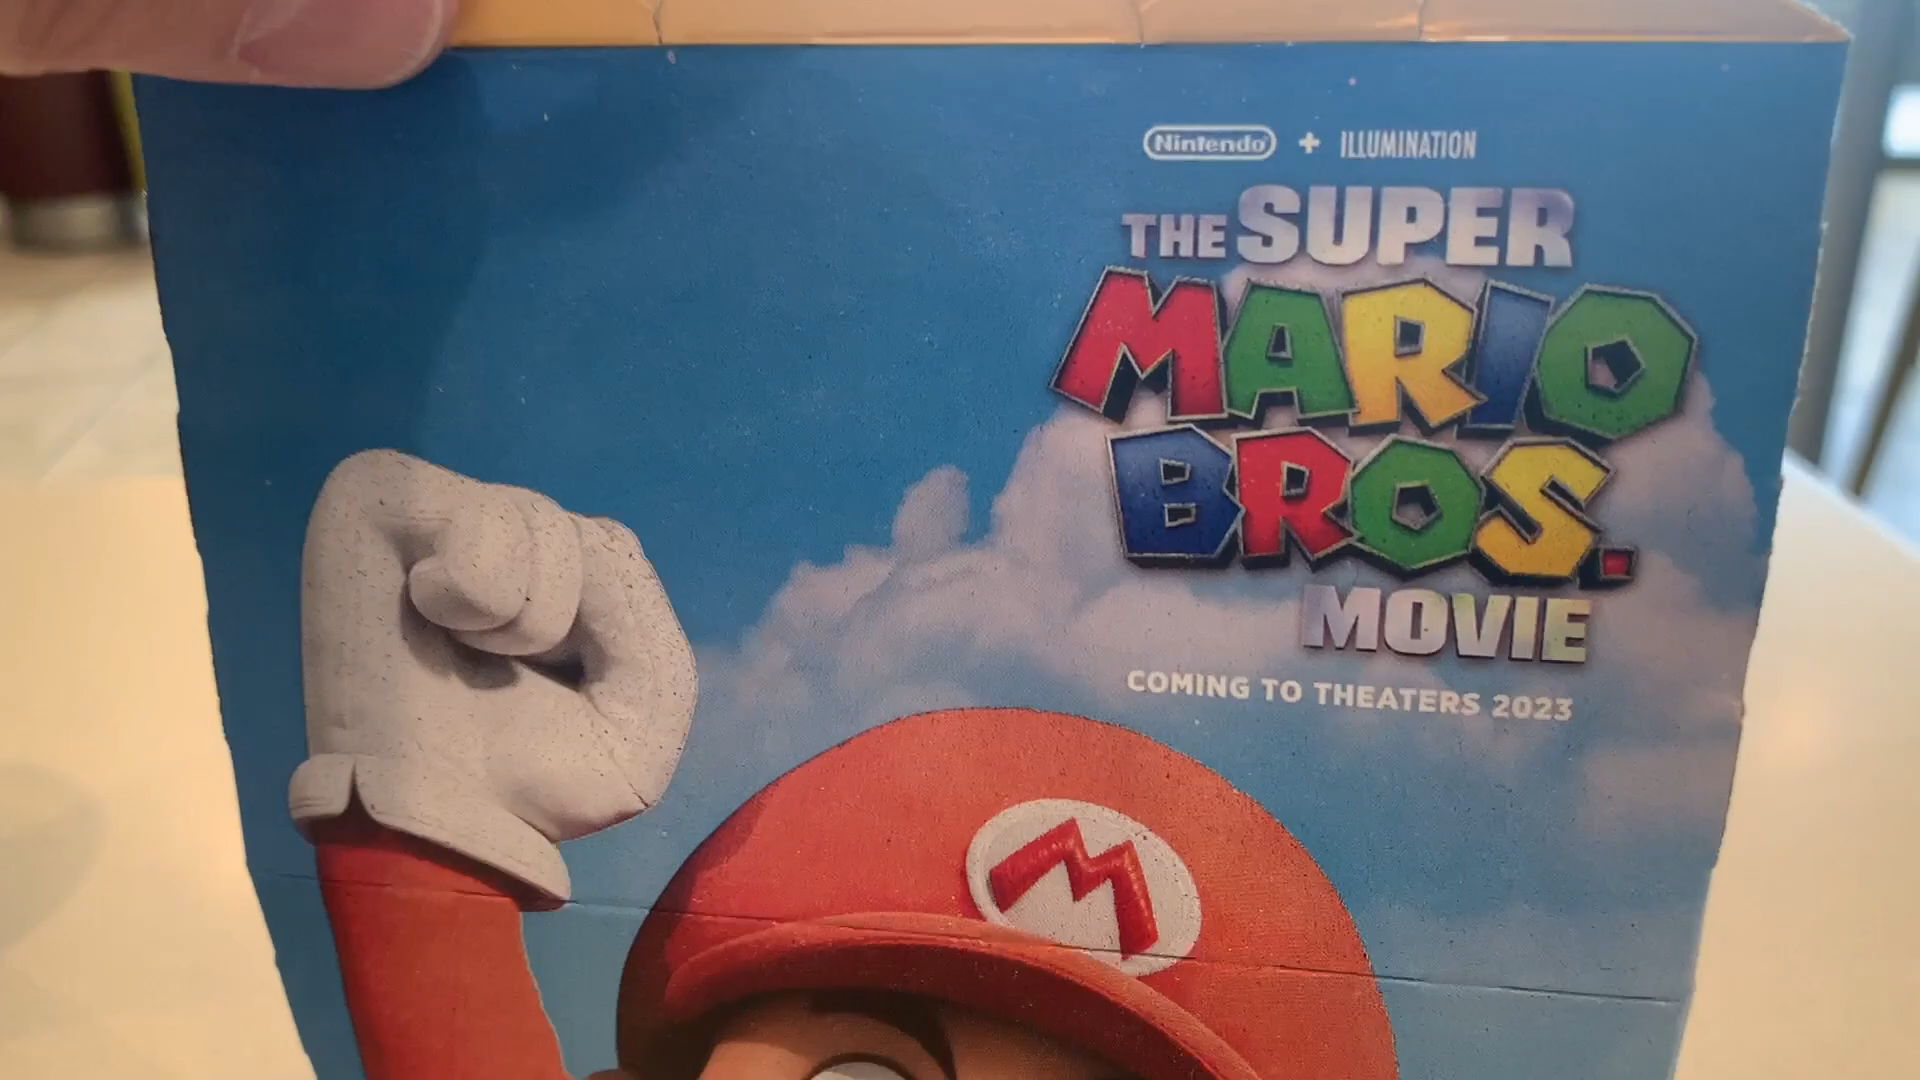 Nintendo + ILLUMINATION
THE SUPER
MARIO
BROS.
MOVIE
COMING TO THEATERS 2023
M